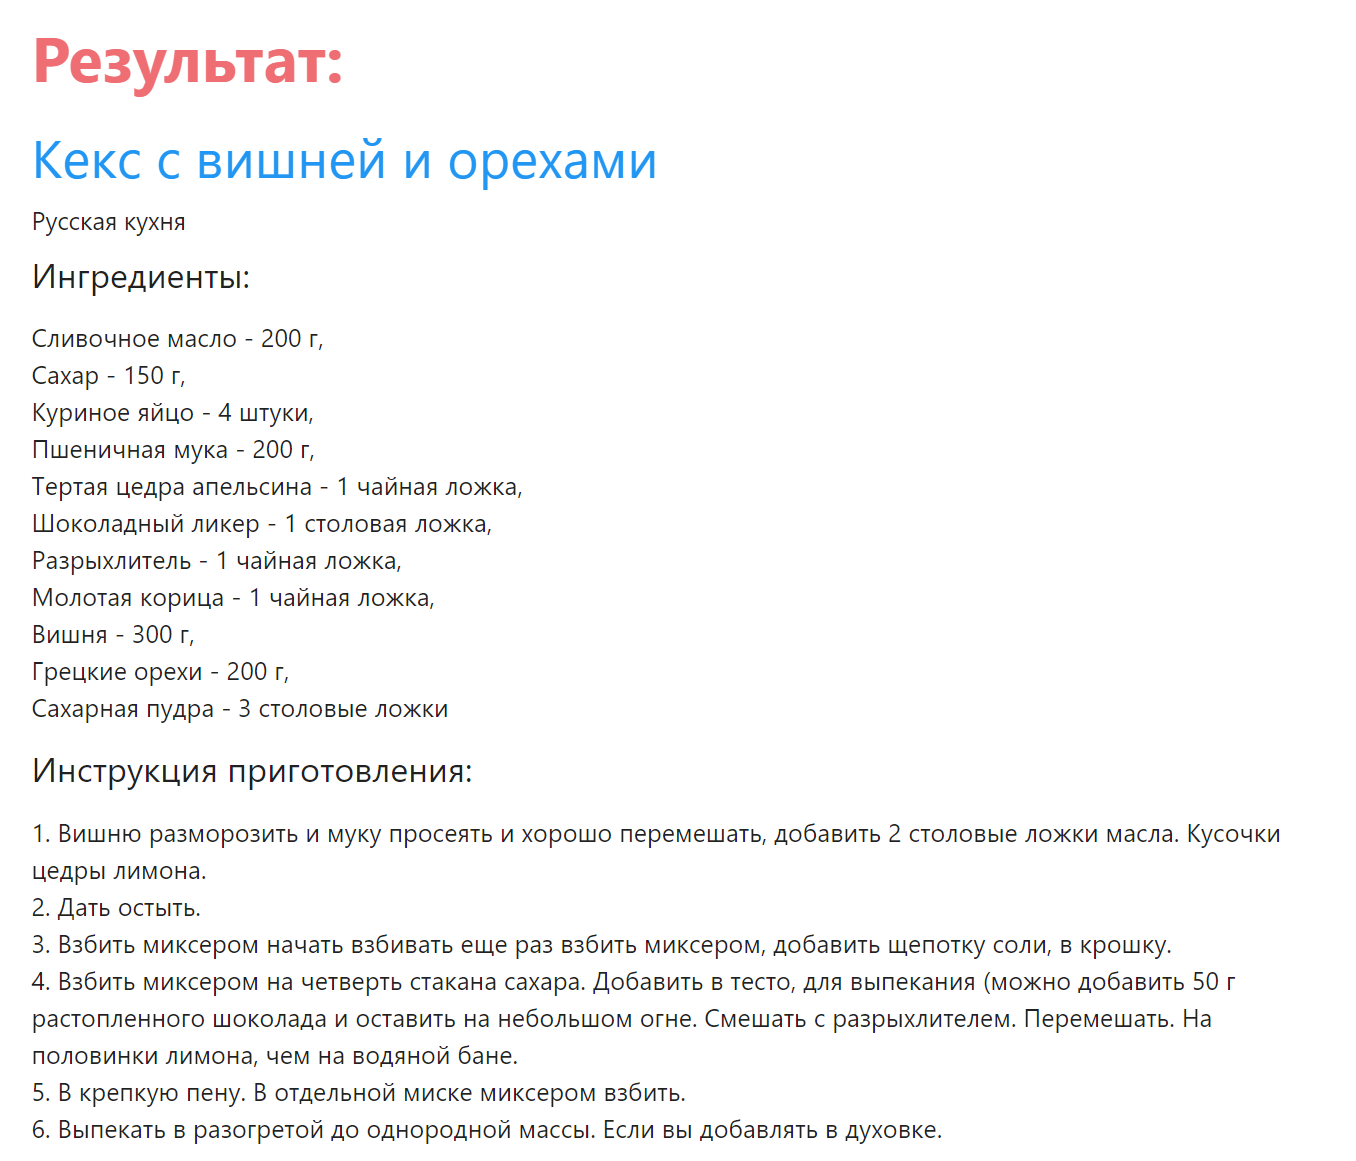 Результат:
Кекс с вишней и орехами
Русская кухня
Ингредиенты:
Сливочное масло - 200 г,
Сахар - 150 г,
Куриное яйцо - 4 штуки,
Пшеничная мука - 200 г,
Тертая цедра апельсина - 1 чайная ложка,
Шоколадный ликер - 1 столовая ложка,
Разрыхлитель - 1 чайная ложка,
Молотая корица - 1 чайная ложка,
Вишня - 300 г,
Грецкие орехи - 200 г,
Сахарная пудра - 3 столовые ложки
Инструкция приготовления:
1. Вишню разморозить и муку просеять и хорошо перемешать, добавить 2 столовые ложки масла. Кусочки
цедры лимона.
2. Дать остыть.
3. Взбить миксером начать взбивать еще раз взбить миксером, добавить щепотку соли, в крошку.
4. Взбить миксером на четверть стакана сахара. Добавить в тесто, для выпекания (можно добавить 50 г
растопленного шоколада и оставить на небольшом огне. Смешать с разрыхлителем. Перемешать. На
половинки лимона, чем на водяной бане.
5. В крепкую пену. В отдельной миске миксером взбить.
6. Выпекать в разогретой до однородной массы. Если вы добавлять в духовке.